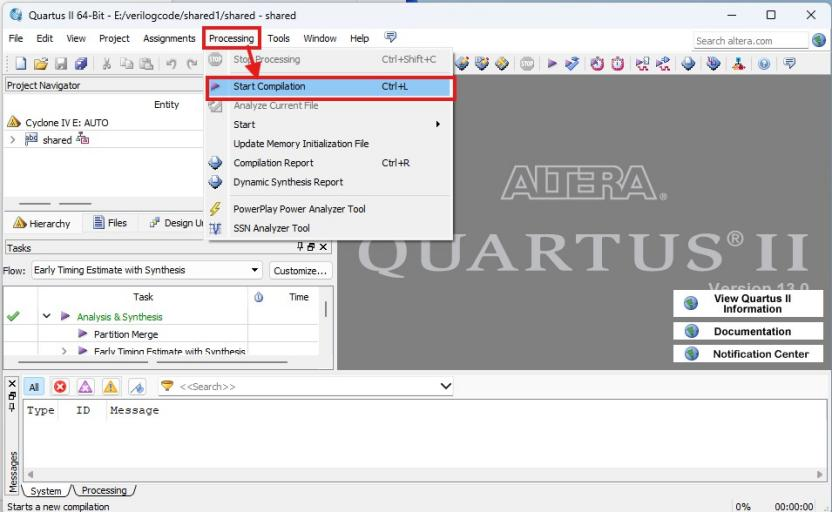 Quartus II 64-Bit - E:/verilogcode/shared1/shared - shared
File Edit View Project Assignments Processing Tools Window Help
Search altera.com
Stop Processing Ctrl+Shift+C
Start Compilation Ctrl+L
Analyze Current File
Start
Update Memory Initialization File
Compilation Report Ctrl+R
Dynamic Synthesis Report
PowerPlay Power Analyzer Tool
SSN Analyzer Tool
Project Navigator
Entity
Cyclone IV E: AUTO
abd shared
Hierarchy Files Design
Tasks
Flow: Early Timing Estimate with Synthesis Customize...
Task Time
Analysis & Synthesis
Partition Merge
Early Timing Estimate with Synthesis
ALTERA®
QUARTUS® II
Version 13.0
View Quartus II
Information
Documentation
Notification Center
All <<Search>>
Type ID Message
Messages
System Processing
Starts a new compilation 0% 00:00:00